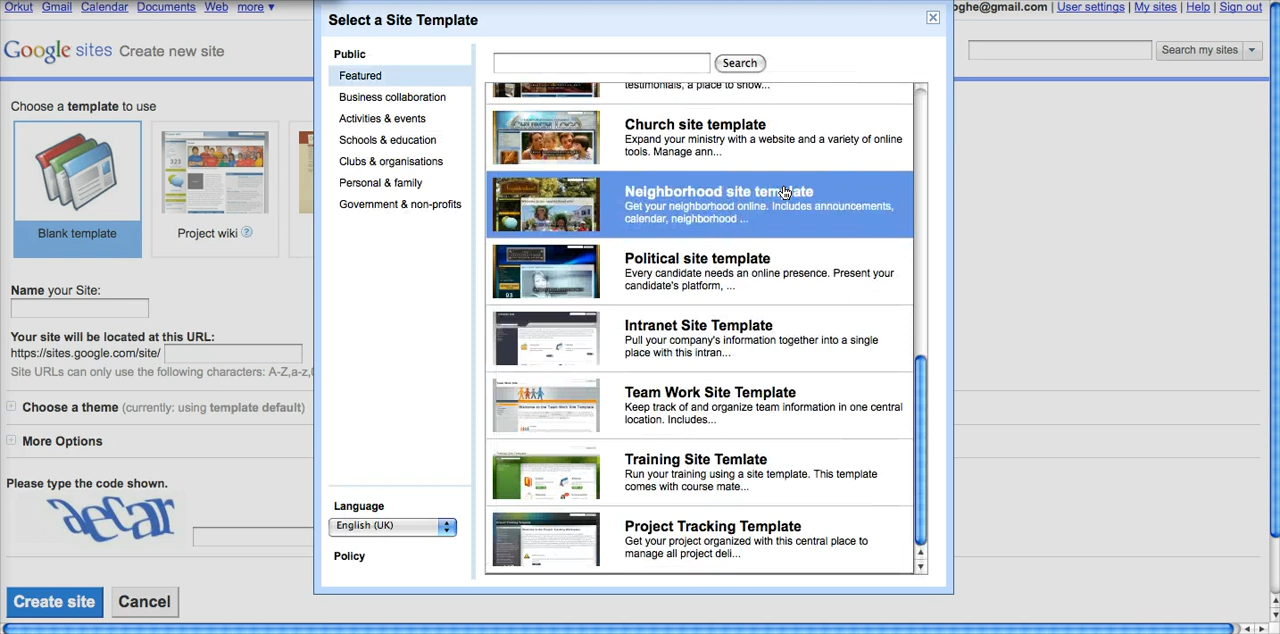 Orkut Gmail Calendar Documents Web more ▼
oghe@gmail.com | User settings | My sites | Help | Sign out
Google sites Create new site
Search my sites
Choose a template to use
Blank template
Project wiki
Name your Site:
Your site will be located at this URL:
https://sites.google.com/site/
Site URLs can only use the following characters: A-Z,a-z,
Choose a theme (currently: using template default)
More Options
Please type the code shown.
Create site
Cancel
Select a Site Template
Public
Featured
Business collaboration
Activities & events
Schools & education
Clubs & organisations
Personal & family
Government & non-profits
Language
English (UK)
Policy
Search
testimonials, a place to show...
Church site template
Expand your ministry with a website and a variety of online
tools. Manage ann...
Neighborhood site template
Get your neighborhood online. Includes announcements,
calendar, neighborhood ...
Political site template
Every candidate needs an online presence. Present your
candidate's platform, ...
Intranet Site Template
Pull your company's information together into a single
place with this intran...
Team Work Site Template
Keep track of and organize team information in one central
location. Includes...
Training Site Temlate
Run your training using a site template. This template
comes with course mate...
Project Tracking Template
Get your project organized with this central place to
manage all project deli...